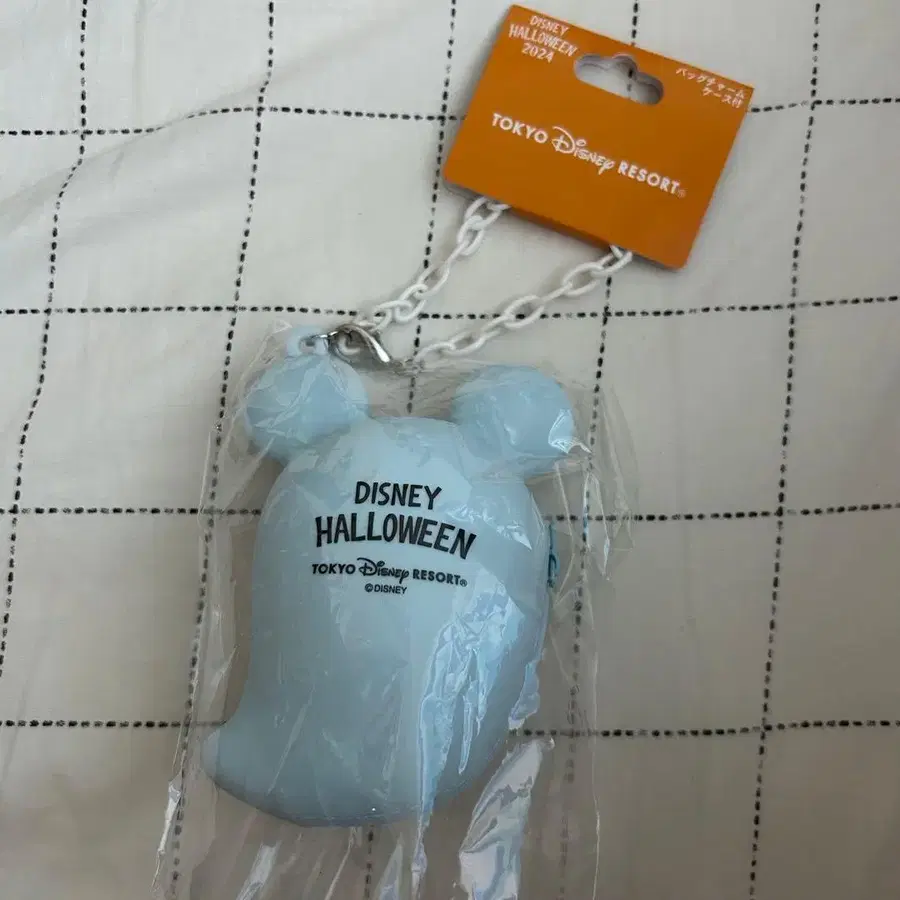 DISNEY
HALLOWEEN
2024
バッグチャーム
ケース付
TOKYO Disney RESORT®
DISNEY
HALLOWEEN
TOKYO Disney RESORT®
©DISNEY